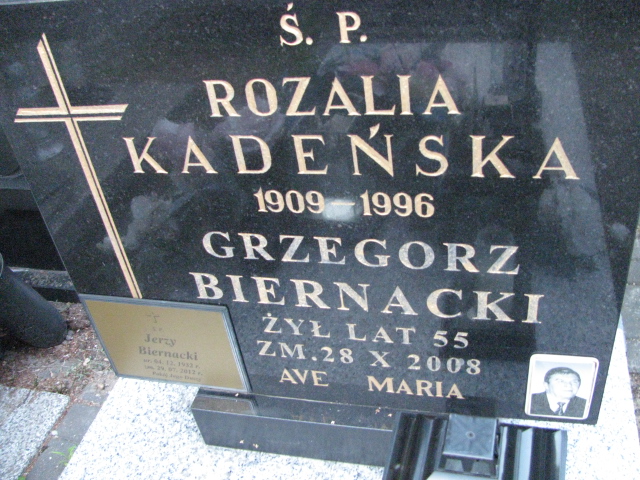 Ś. P.
ROZALIA
KADEŃSKA
1909 – 1996
GRZEGORZ
BIERNACKI
ŻYŁ LAT 55
ZM. 28 X 2008
AVE MARIA
Jerzy
Biernacki